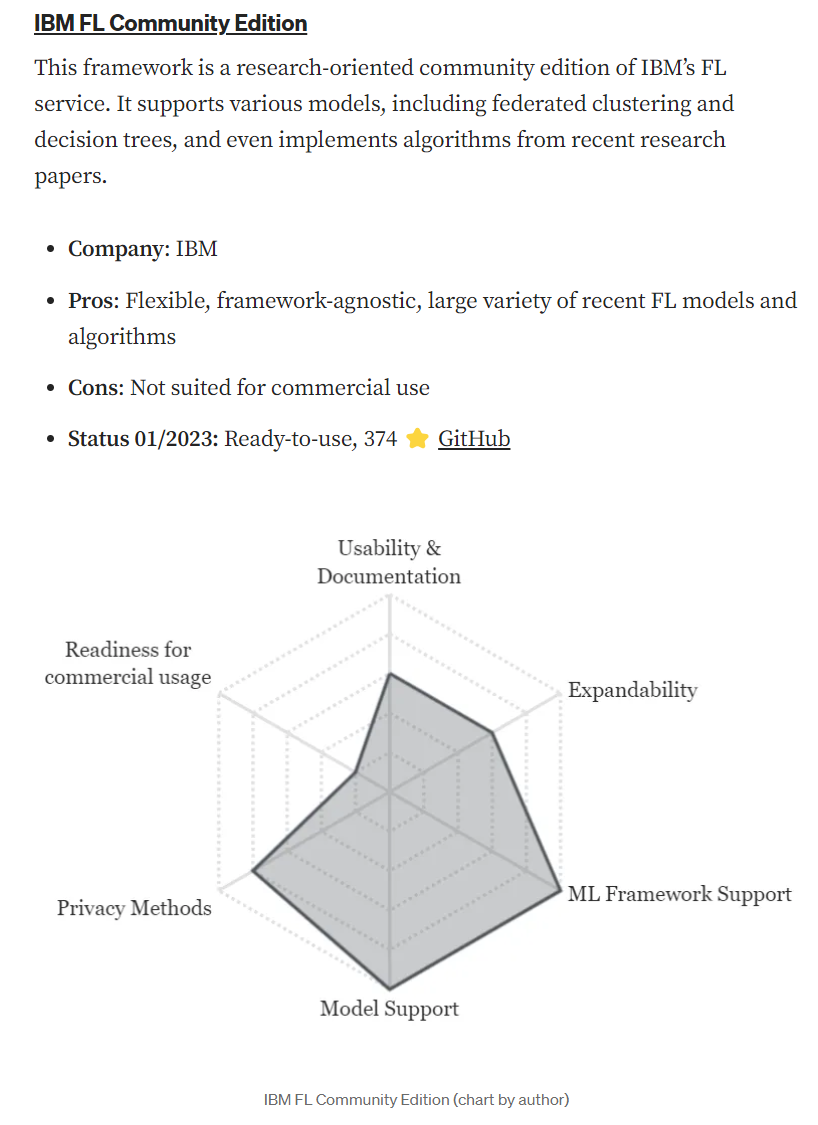 IBM FL Community Edition
This framework is a research-oriented community edition of IBM’s FL
service. It supports various models, including federated clustering and
decision trees, and even implements algorithms from recent research
papers.
• Company: IBM
• Pros: Flexible, framework-agnostic, large variety of recent FL models and
algorithms
• Cons: Not suited for commercial use
• Status 01/2023: Ready-to-use, 374 ⭐ GitHub
Usability &
Documentation
Readiness for
commercial usage
Expandability
ML Framework Support
Privacy Methods
Model Support
IBM FL Community Edition (chart by author)